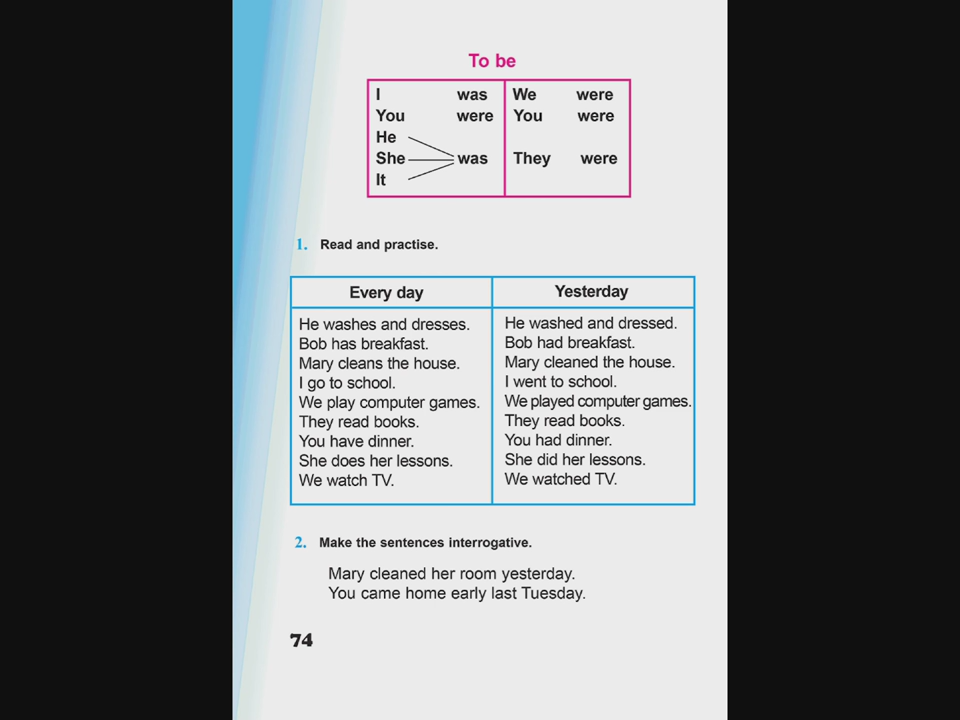 To be
I was We were
You were You were
He
She was They were
It
1. Read and practise.
Every day Yesterday
He washes and dresses. He washed and dressed.
Bob has breakfast. Bob had breakfast.
Mary cleans the house. Mary cleaned the house.
I go to school. I went to school.
We play computer games. We played computer games.
They read books. They read books.
You have dinner. You had dinner.
She does her lessons. She did her lessons.
We watch TV. We watched TV.
2. Make the sentences interrogative.
Mary cleaned her room yesterday.
You came home early last Tuesday.
74